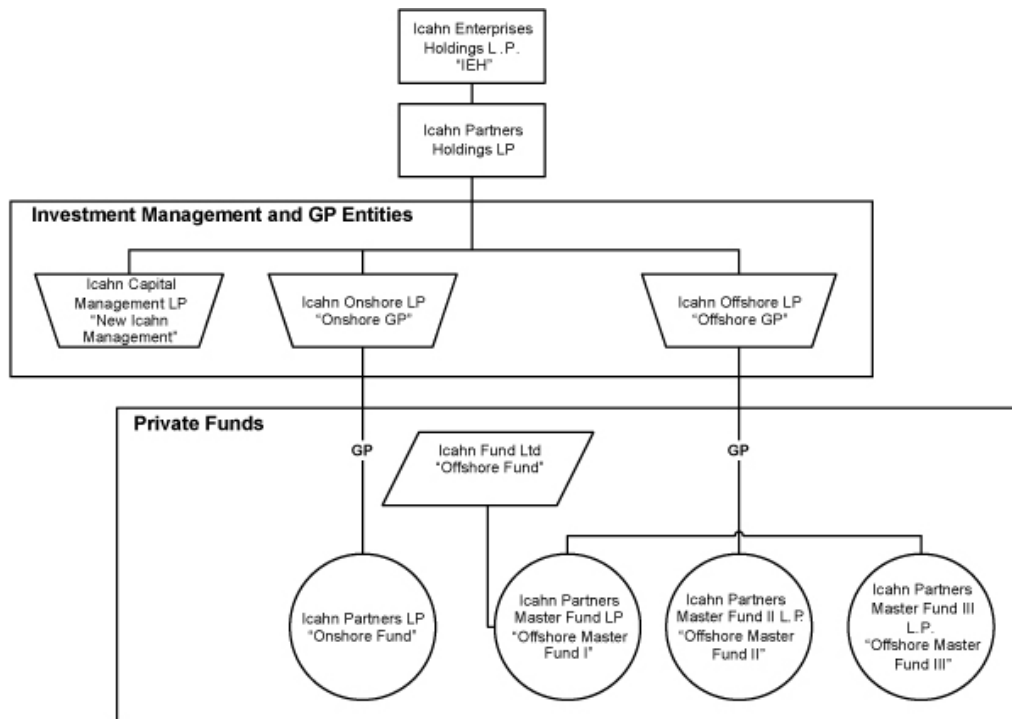 Icahn Enterprises
Holdings L .P.
"IEH"
Icahn Partners
Holdings LP
Investment Management and GP Entities
Icahn Capital
Management LP
"New Icahn
Management"
Icahn Onshore LP
"Onshore GP"
Icahn Offshore LP
"Offshore GP"
Private Funds
GP
Icahn Fund Ltd
"Offshore Fund"
GP
Icahn Partners LP
"Onshore Fund"
Icahn Partners
Master Fund LP
"Offshore Master
Fund I"
Icahn Partners
Master Fund II L.P.
"Offshore Master
Fund II"
Icahn Partners
Master Fund III
L.P.
"Offshore Master
Fund III"